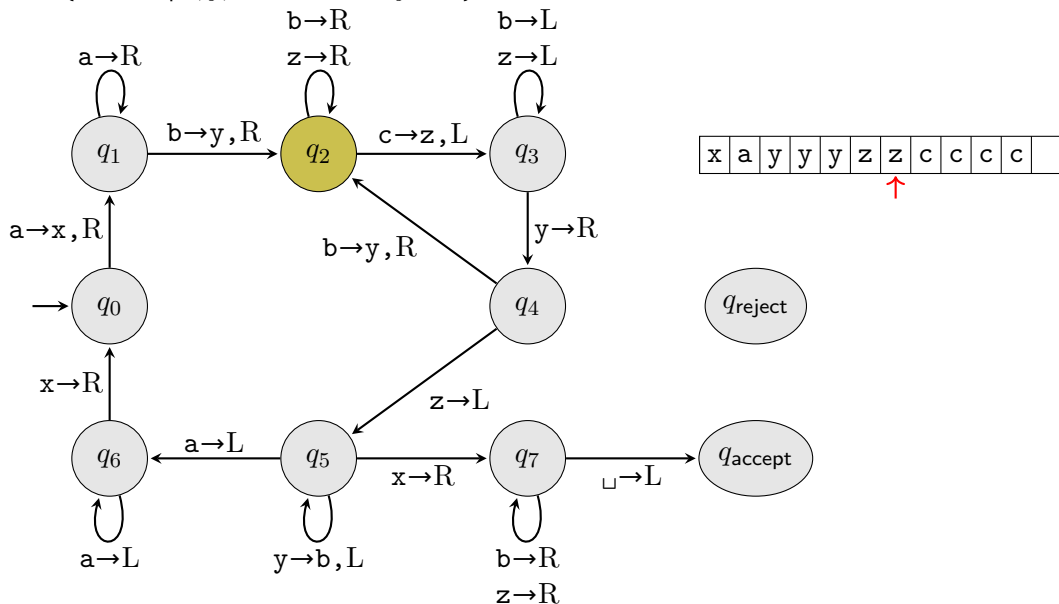 b→R
b→L
a→R
z→R
z→L
q1
b→y,R
q2
c→z,L
q3
x a y y y z z c c c c
↑
a→x,R
b→y,R
y→R
q0
q4
qreject
x→R
z→L
q6
a→L
q5
x→R
q7
␣→L
qaccept
a→L
y→b,L
b→R
z→R